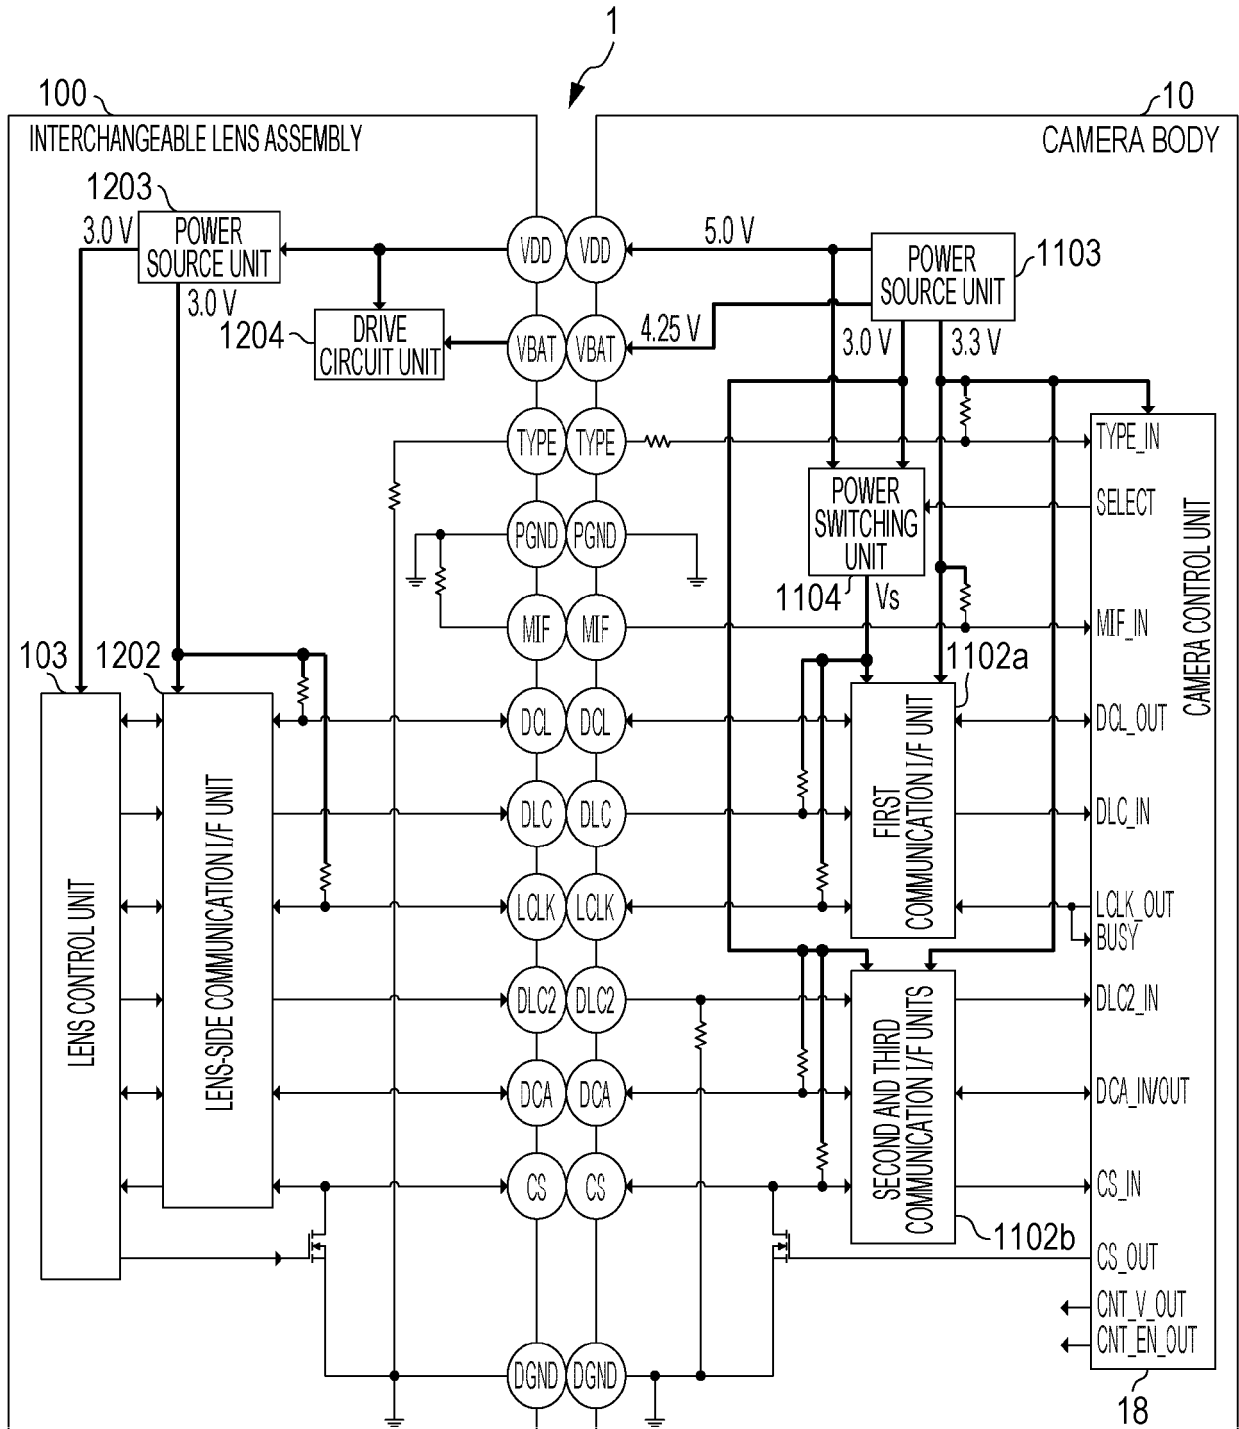 1
100
10
INTERCHANGEABLE LENS ASSEMBLY
CAMERA BODY
1203
3.0 V
POWER
SOURCE UNIT
3.0 V
1204
DRIVE
CIRCUIT UNIT
VDD
VDD
5.0 V
POWER
SOURCE UNIT
1103
VBAT
VBAT
4.25 V
3.0 V
3.3 V
TYPE
TYPE
TYPE_IN
POWER
SWITCHING
UNIT
SELECT
PGND
PGND
1104
Vs
MIF
MIF
MIF_IN
CAMERA CONTROL UNIT
103
1202
1102a
DCL
DCL
DCL_OUT
DLC
DLC
DLC_IN
FIRST
COMMUNICATION I/F UNIT
LENS CONTROL UNIT
LENS-SIDE COMMUNICATION I/F UNIT
LCLK
LCLK
LCLK_OUT
BUSY
DLC2
DLC2
DLC2_IN
DCA
DCA
DCA_IN/OUT
SECOND AND THIRD
COMMUNICATION I/F UNITS
CS
CS
CS_IN
1102b
CS_OUT
CNT_V_OUT
CNT_EN_OUT
DGND
DGND
18